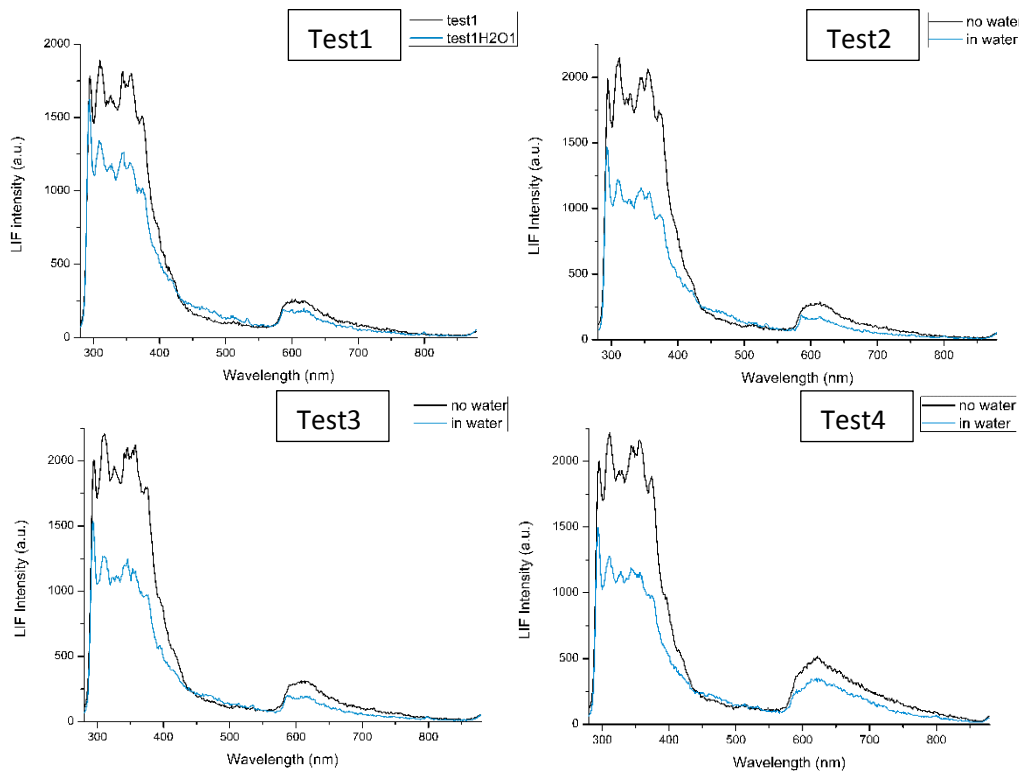 Test1
test1
test1H2O1
LIF intensity (a.u.)
2000
1500
1000
500
0
300 400 500 600 700 800
Wavelength (nm)
Test2
no water
in water
LIF Intensity (a.u.)
2000
1500
1000
500
0
300 400 500 600 700 800
Wavelength (nm)
Test3
no water
in water
LIF Intensity (a.u.)
2000
1500
1000
500
0
300 400 500 600 700 800
Wavelength (nm)
Test4
no water
in water
LIF Intensity (a.u.)
2000
1500
1000
500
0
300 400 500 600 700 800
Wavelength (nm)